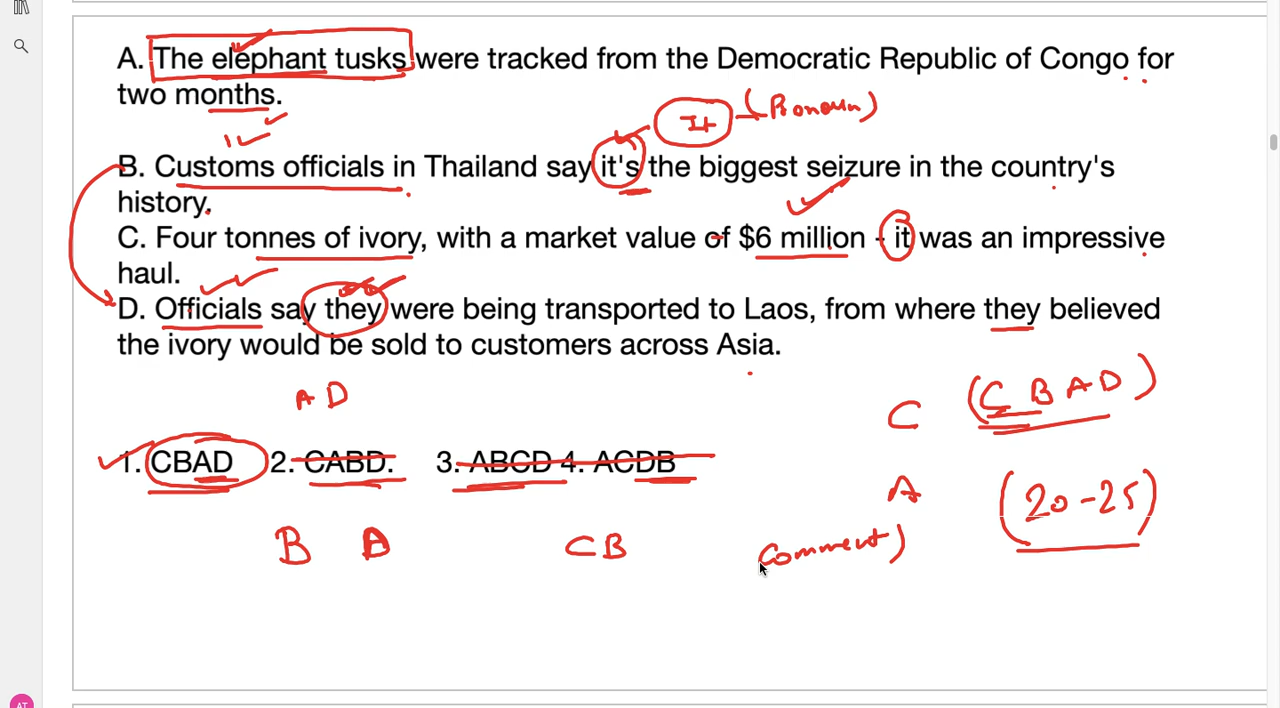 A. The elephant tusks were tracked from the Democratic Republic of Congo for
two months.
It (Pronoun)
B. Customs officials in Thailand say it's the biggest seizure in the country's
history.
C. Four tonnes of ivory, with a market value of $6 million - it was an impressive
haul.
D. Officials say they were being transported to Laos, from where they believed
the ivory would be sold to customers across Asia.
A D
C (CBAD)
1. CBAD 2. CABD. 3. ABCD 4. ACDB
A (20-25)
B A CB Comment)
AT